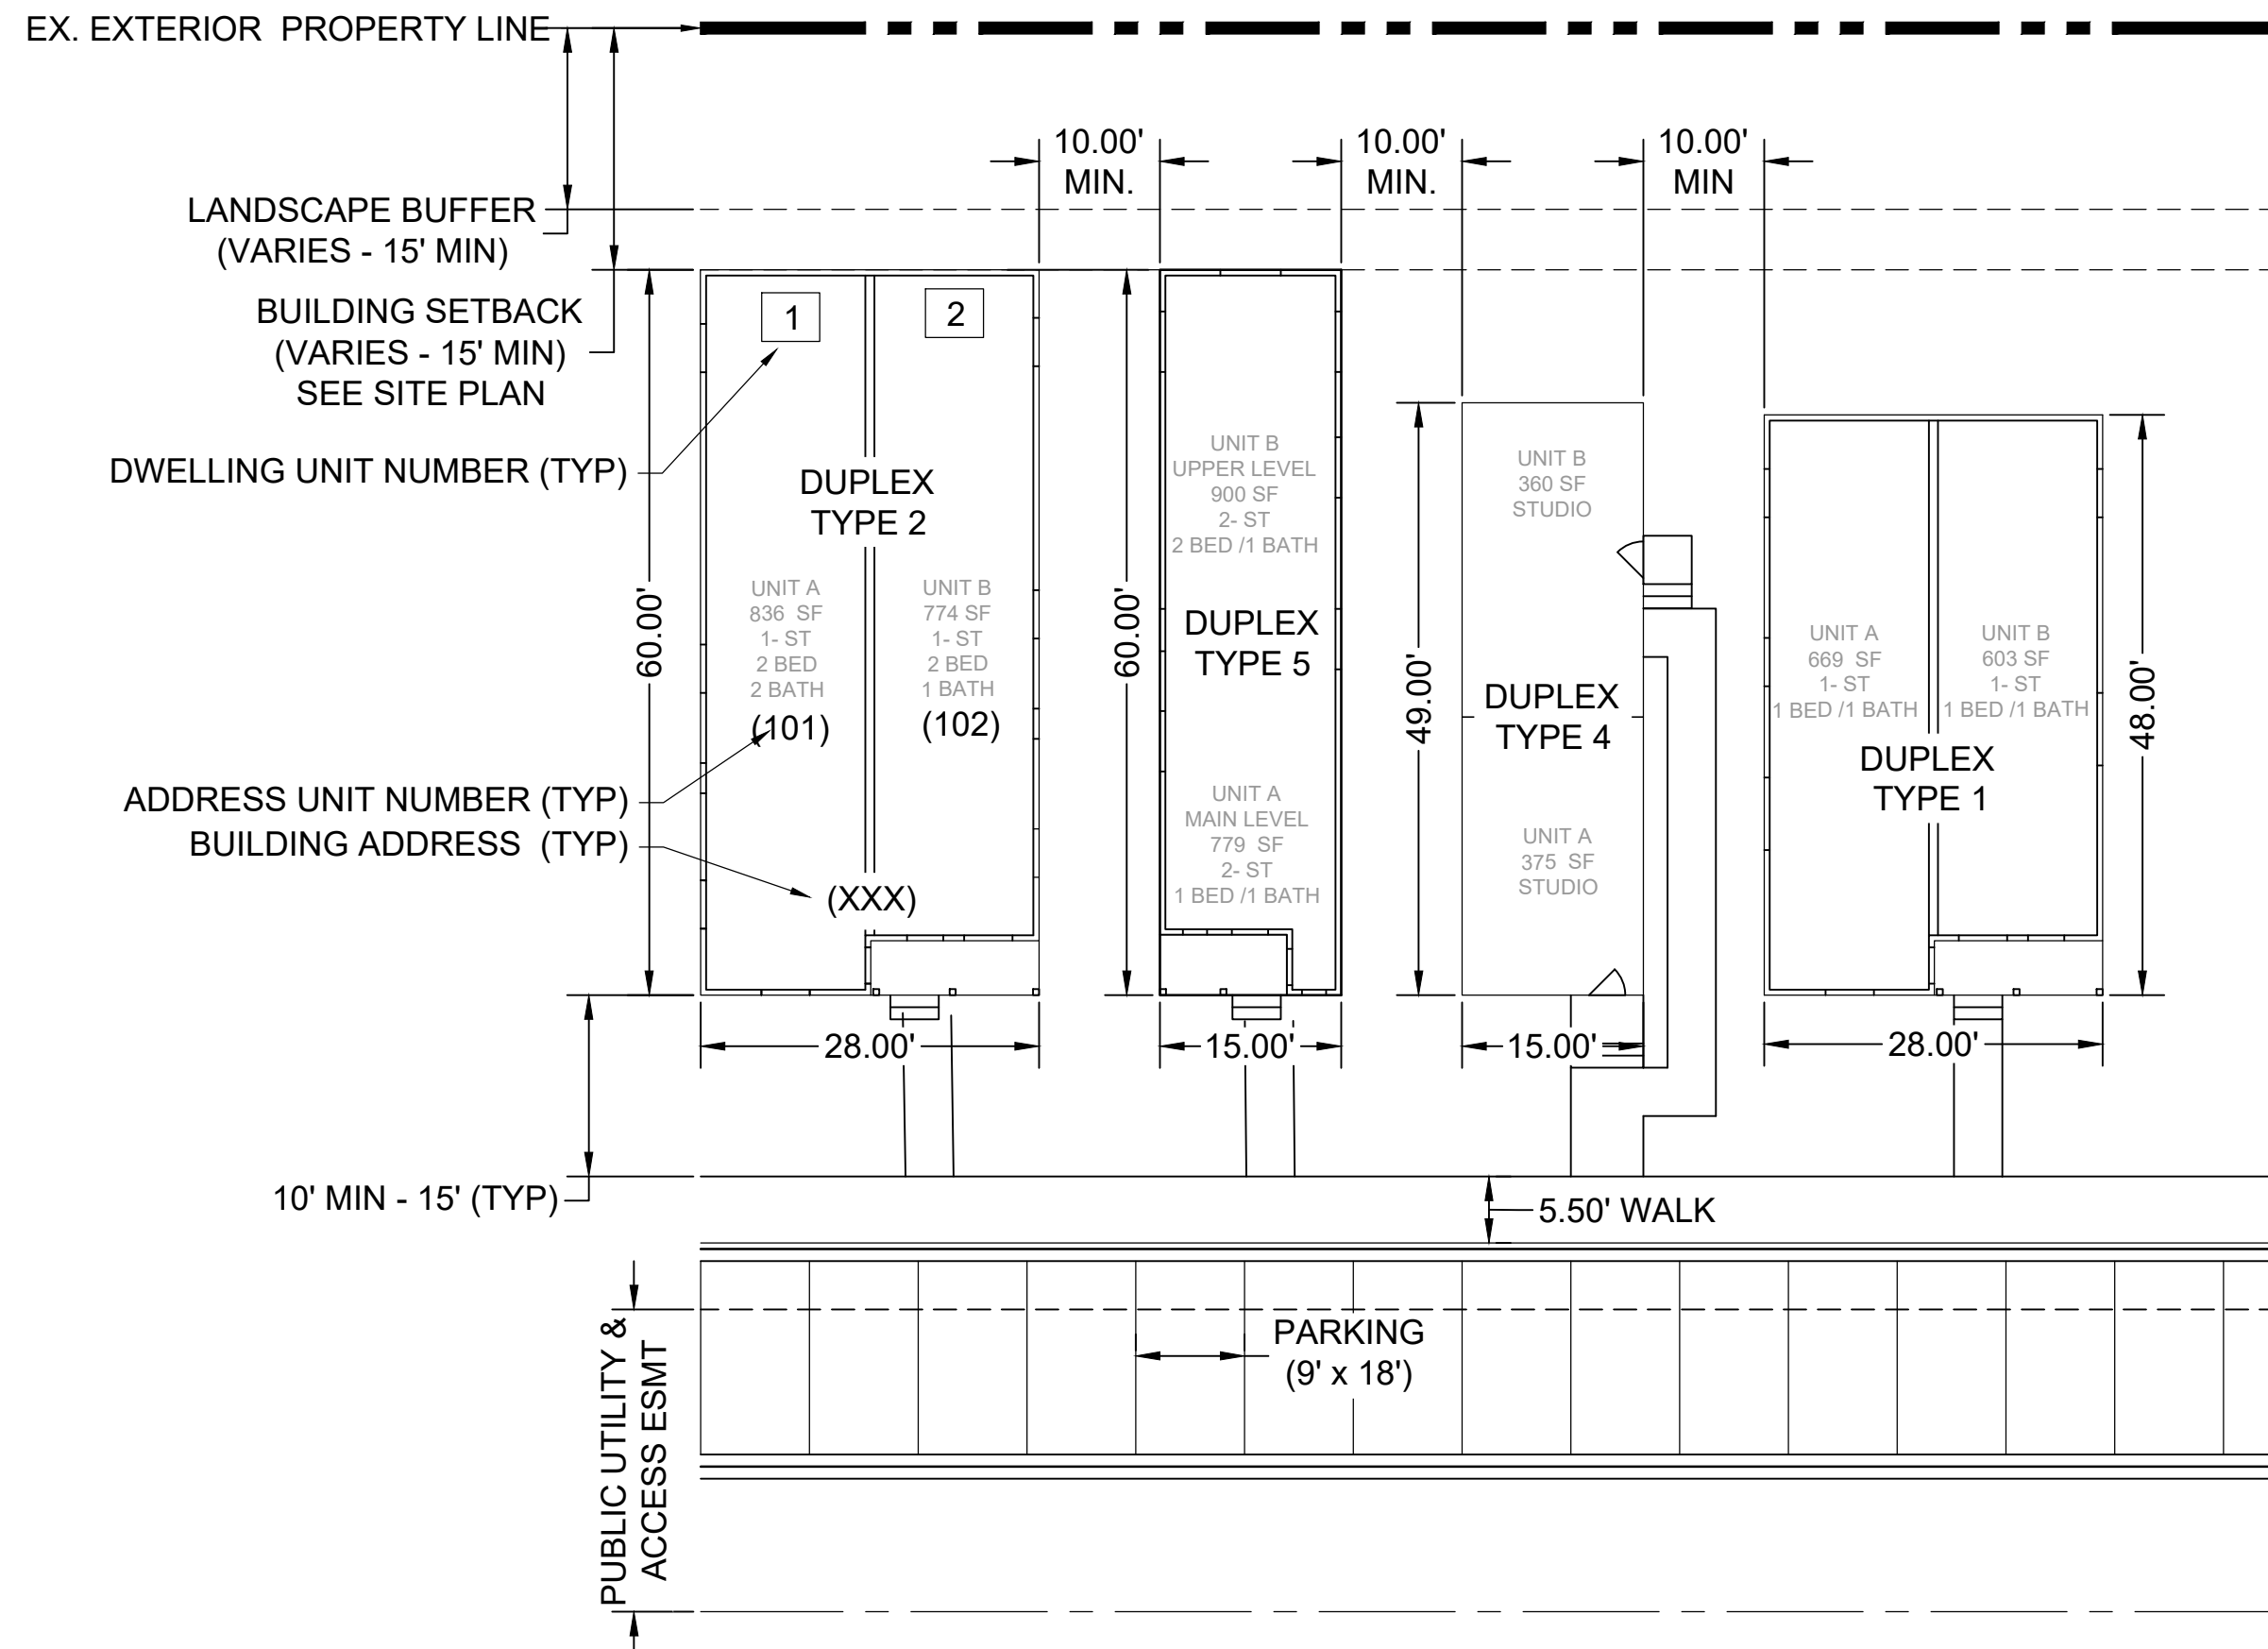 EX. EXTERIOR PROPERTY LINE
10.00'
MIN.
10.00'
MIN.
10.00'
MIN
LANDSCAPE BUFFER
(VARIES - 15' MIN)
BUILDING SETBACK
(VARIES - 15' MIN)
SEE SITE PLAN
DWELLING UNIT NUMBER (TYP)
ADDRESS UNIT NUMBER (TYP)
BUILDING ADDRESS (TYP)
60.00'
1
2
DUPLEX
TYPE 2
UNIT A
836 SF
1- ST
2 BED
2 BATH
(101)
UNIT B
774 SF
1- ST
2 BED
1 BATH
(102)
(XXX)
28.00'
60.00'
UNIT B
UPPER LEVEL
900 SF
2- ST
2 BED /1 BATH
DUPLEX
TYPE 5
UNIT A
MAIN LEVEL
779 SF
2- ST
1 BED /1 BATH
15.00'
49.00'
UNIT B
360 SF
STUDIO
DUPLEX
TYPE 4
UNIT A
375 SF
STUDIO
15.00'
UNIT A
669 SF
1- ST
1 BED /1 BATH
UNIT B
603 SF
1- ST
1 BED /1 BATH
DUPLEX
TYPE 1
48.00'
28.00'
10' MIN - 15' (TYP)
5.50' WALK
PARKING
(9' x 18')
PUBLIC UTILITY &
ACCESS ESMT